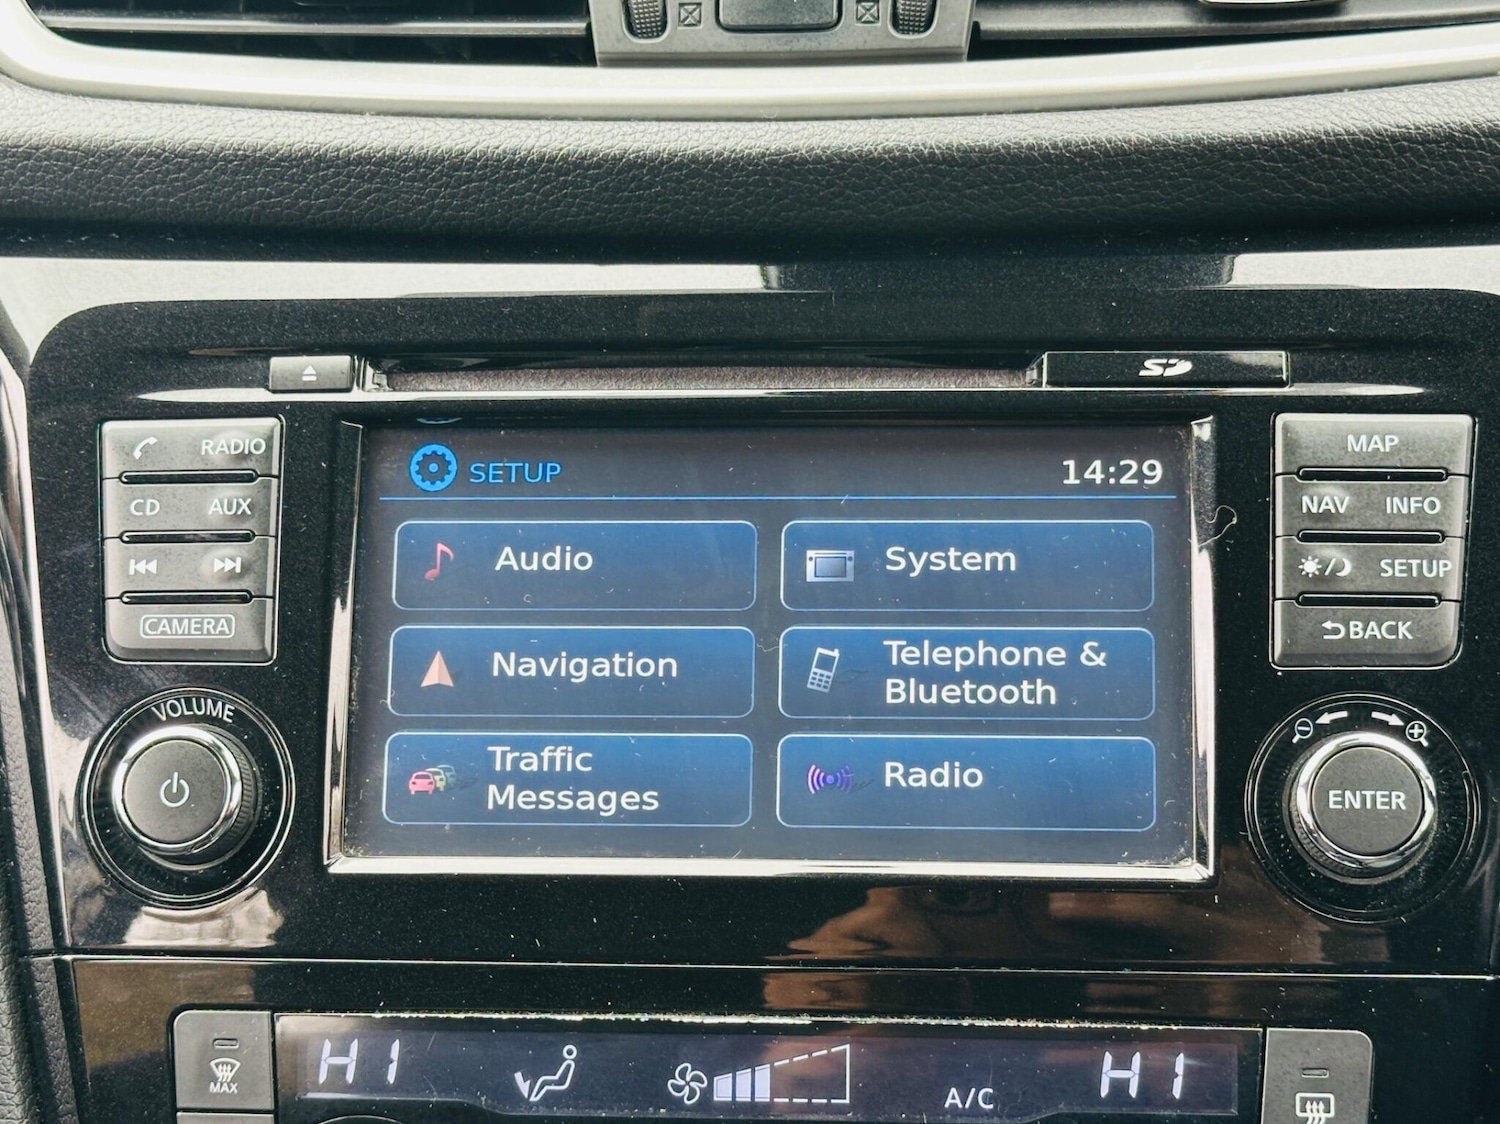 SD
RADIO
CD AUX
CAMERA
VOLUME
SETUP 14:29
Audio
System
Navigation
Telephone &
Bluetooth
Traffic
Messages
Radio
MAP
NAV INFO
SETUP
BACK
ENTER
MAX
HI
A/C
HI